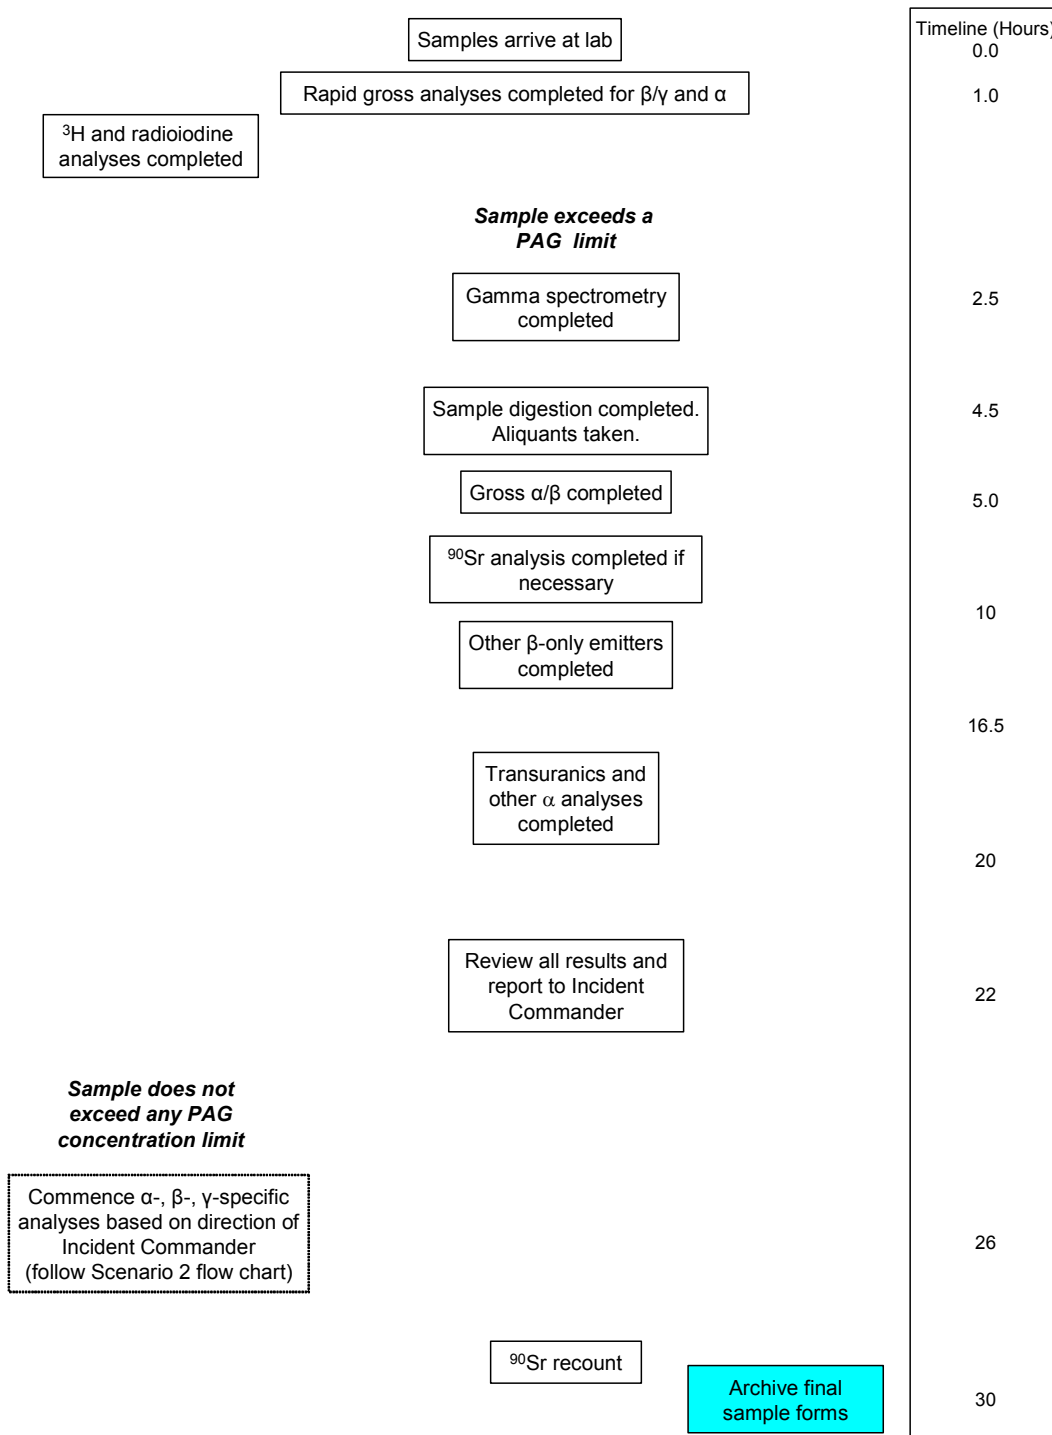 Samples arrive at lab
Timeline (Hours)
0.0
Rapid gross analyses completed for β/γ and α
1.0
³H and radioiodine
analyses completed
Sample exceeds a
PAG limit
Gamma spectrometry
completed
2.5
Sample digestion completed.
Aliquants taken.
4.5
Gross α/β completed
5.0
⁹⁰Sr analysis completed if
necessary
10
Other β-only emitters
completed
16.5
Transuranics and
other α analyses
completed
20
Review all results and
report to Incident
Commander
22
Sample does not
exceed any PAG
concentration limit
Commence α-, β-, γ-specific
analyses based on direction of
Incident Commander
(follow Scenario 2 flow chart)
26
⁹⁰Sr recount
Archive final
sample forms
30